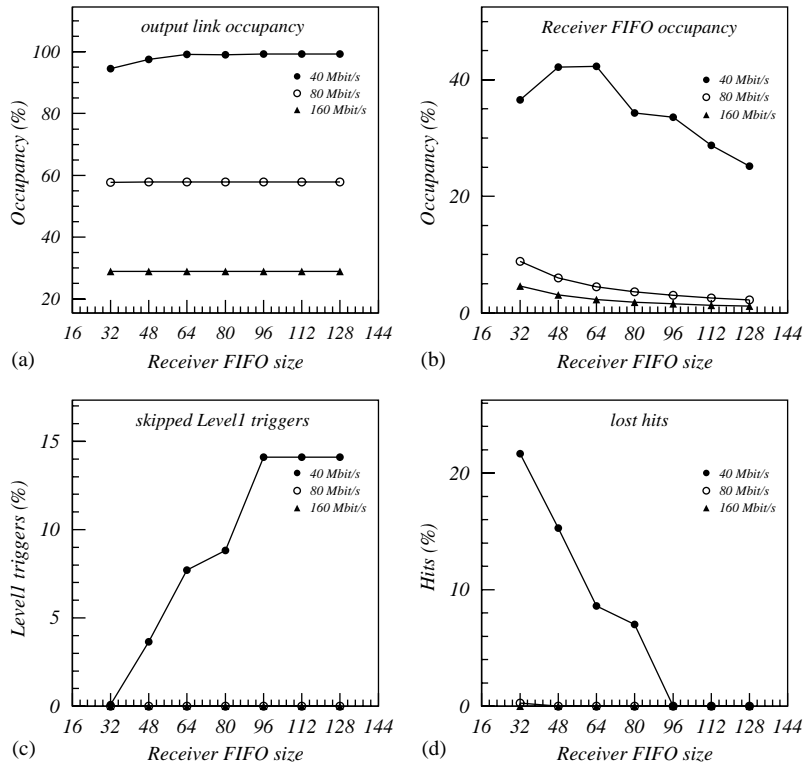 output link occupancy
100
80
60
40
20
Occupancy (%)
40 Mbit/s
80 Mbit/s
160 Mbit/s
16 32 48 64 80 96 112 128 144
(a)
Receiver FIFO size
Receiver FIFO occupancy
40
20
0
Occupancy (%)
40 Mbit/s
80 Mbit/s
160 Mbit/s
16 32 48 64 80 96 112 128 144
(b)
Receiver FIFO size
skipped Level1 triggers
15
10
5
0
Level1 triggers (%)
40 Mbit/s
80 Mbit/s
160 Mbit/s
16 32 48 64 80 96 112 128 144
(c)
Receiver FIFO size
lost hits
20
10
0
Hits (%)
40 Mbit/s
80 Mbit/s
160 Mbit/s
16 32 48 64 80 96 112 128 144
(d)
Receiver FIFO size